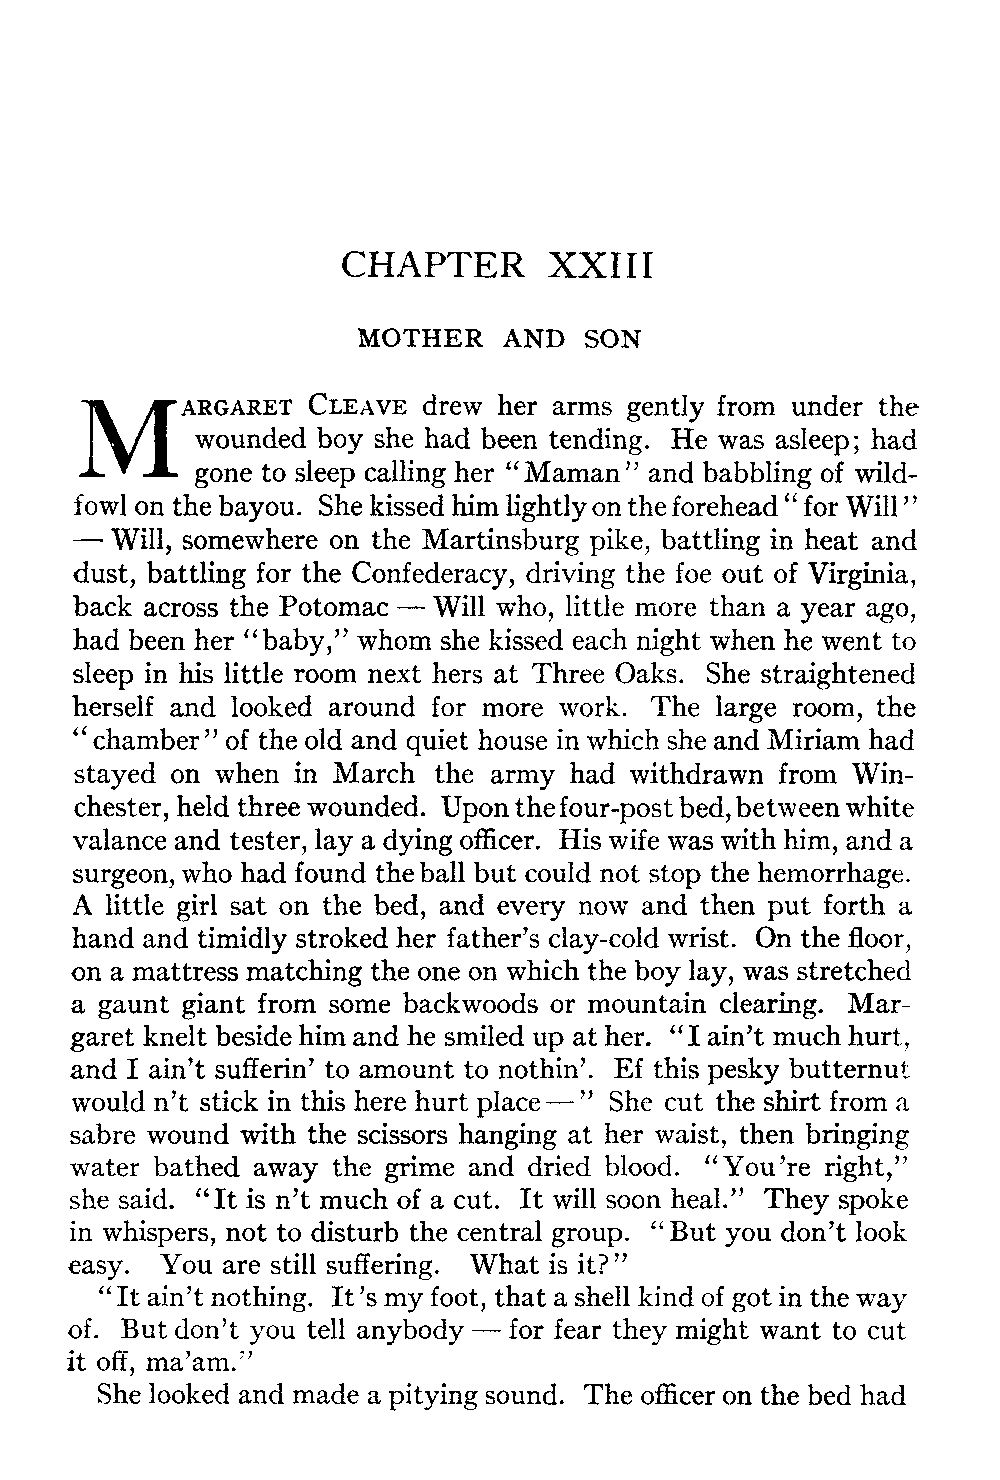 CHAPTER XXIII
MOTHER AND SON
MARGARET CLEAVE drew her arms gently from under the
wounded boy she had been tending. He was asleep; had
gone to sleep calling her "Maman" and babbling of wild-
fowl on the bayou. She kissed him lightly on the forehead "for Will"
— Will, somewhere on the Martinsburg pike, battling in heat and
dust, battling for the Confederacy, driving the foe out of Virginia,
back across the Potomac — Will who, little more than a year ago,
had been her "baby," whom she kissed each night when he went to
sleep in his little room next hers at Three Oaks. She straightened
herself and looked around for more work. The large room, the
"chamber" of the old and quiet house in which she and Miriam had
stayed on when in March the army had withdrawn from Win-
chester, held three wounded. Upon the four-post bed, between white
valance and tester, lay a dying officer. His wife was with him, and a
surgeon, who had found the ball but could not stop the hemorrhage.
A little girl sat on the bed, and every now and then put forth a
hand and timidly stroked her father's clay-cold wrist. On the floor,
on a mattress matching the one on which the boy lay, was stretched
a gaunt giant from some backwoods or mountain clearing. Mar-
garet knelt beside him and he smiled up at her. "I ain't much hurt,
and I ain't sufferin' to amount to nothin'. Ef this pesky butternut
would n't stick in this here hurt place — " She cut the shirt from a
sabre wound with the scissors hanging at her waist, then bringing
water bathed away the grime and dried blood. "You're right,"
she said. "It is n't much of a cut. It will soon heal." They spoke
in whispers, not to disturb the central group. "But you don't look
easy. You are still suffering. What is it?"
"It ain't nothing. It's my foot, that a shell kind of got in the way
of. But don't you tell anybody — for fear they might want to cut
it off, ma'am."
She looked and made a pitying sound. The officer on the bed had